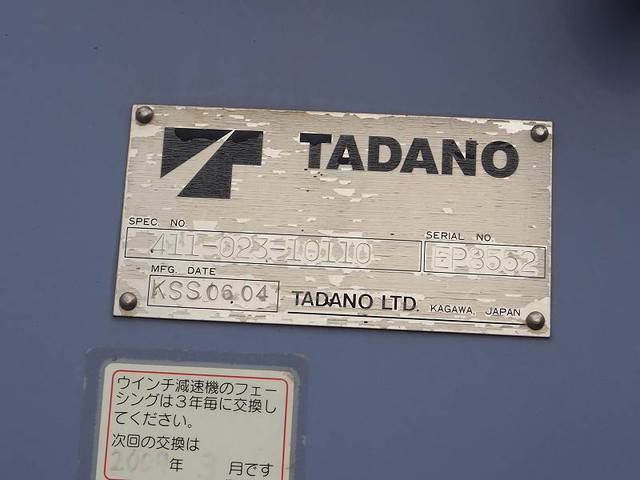 TADANO
SPEC. NO.
411-023-10110
SERIAL NO.
EP3552
MFG. DATE
KSS06.04
TADANO LTD. KAGAWA, JAPAN
ウインチ減速機のフェー
シングは3年毎に交換し
てください。
次回の交換は
年 月です